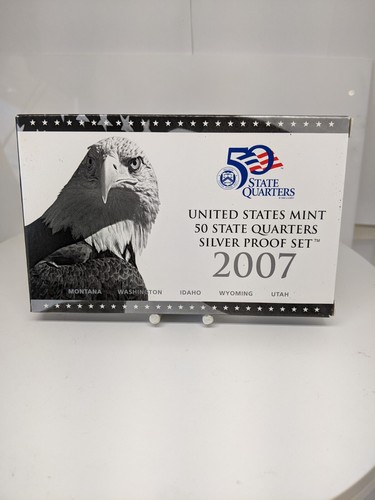 50
STATE
QUARTERS
UNITED STATES MINT
50 STATE QUARTERS
SILVER PROOF SET™
2007
MONTANA WASHINGTON IDAHO WYOMING UTAH